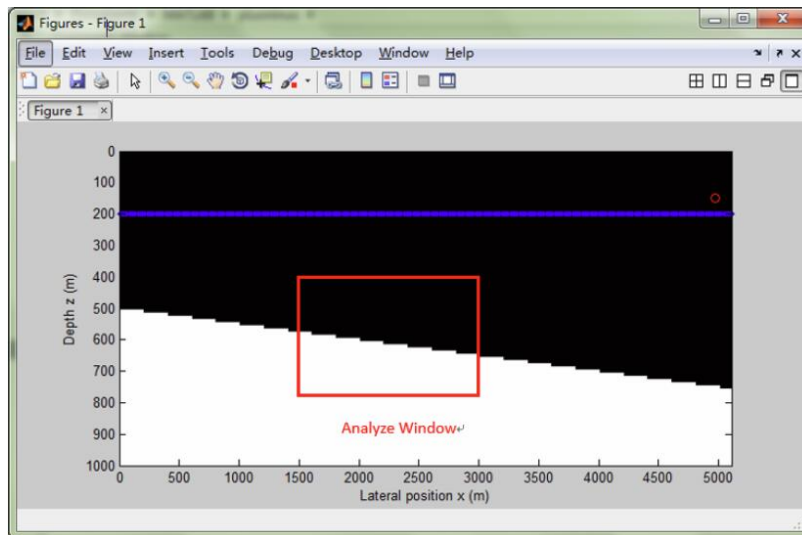 Figures - Figure 1
File Edit View Insert Tools Debug Desktop Window Help
Figure 1
0
100
200
300
400
500
600
700
800
900
1000
Depth z (m)
Analyze Window
0 500 1000 1500 2000 2500 3000 3500 4000 4500 5000
Lateral position x (m)